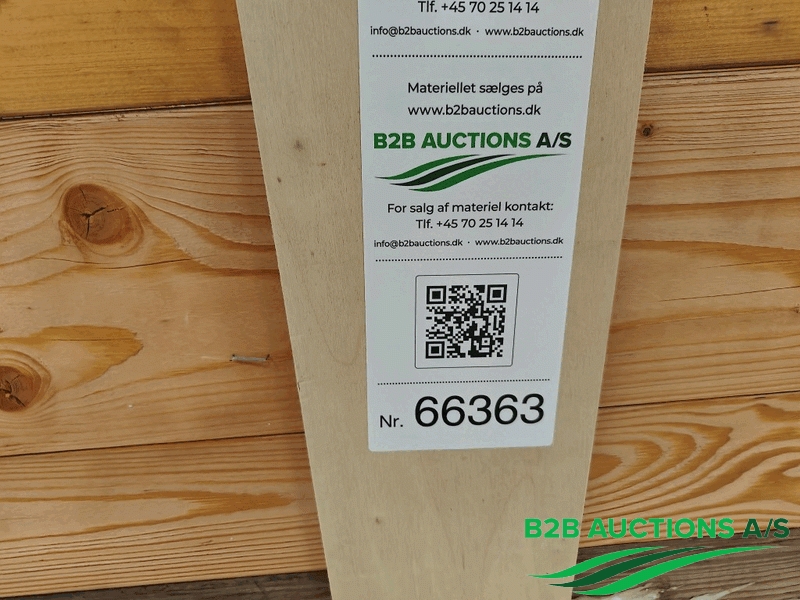 Tlf. +45 70 25 14 14
info@b2bauctions.dk · www.b2bauctions.dk
Materiellet sælges på
www.b2bauctions.dk
B2B AUCTIONS A/S
For salg af materiel kontakt:
Tlf. +45 70 25 14 14
info@b2bauctions.dk · www.b2bauctions.dk
Nr. 66363
B2B AUCTIONS A/S